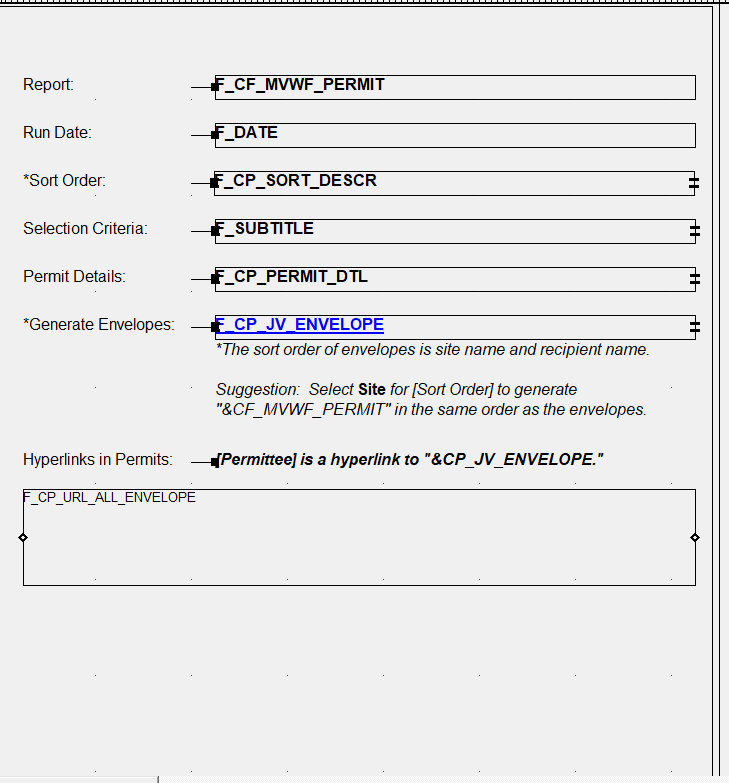 Report: F_CF_MVWF_PERMIT
Run Date: F_DATE
*Sort Order: F_CP_SORT_DESCR
Selection Criteria: F_SUBTITLE
Permit Details: F_CP_PERMIT_DTL
*Generate Envelopes: F_CP_JV_ENVELOPE
*The sort order of envelopes is site name and recipient name.
Suggestion: Select Site for [Sort Order] to generate
"&CF_MVWF_PERMIT" in the same order as the envelopes.
Hyperlinks in Permits: [Permittee] is a hyperlink to "&CP_JV_ENVELOPE."
F_CP_URL_ALL_ENVELOPE